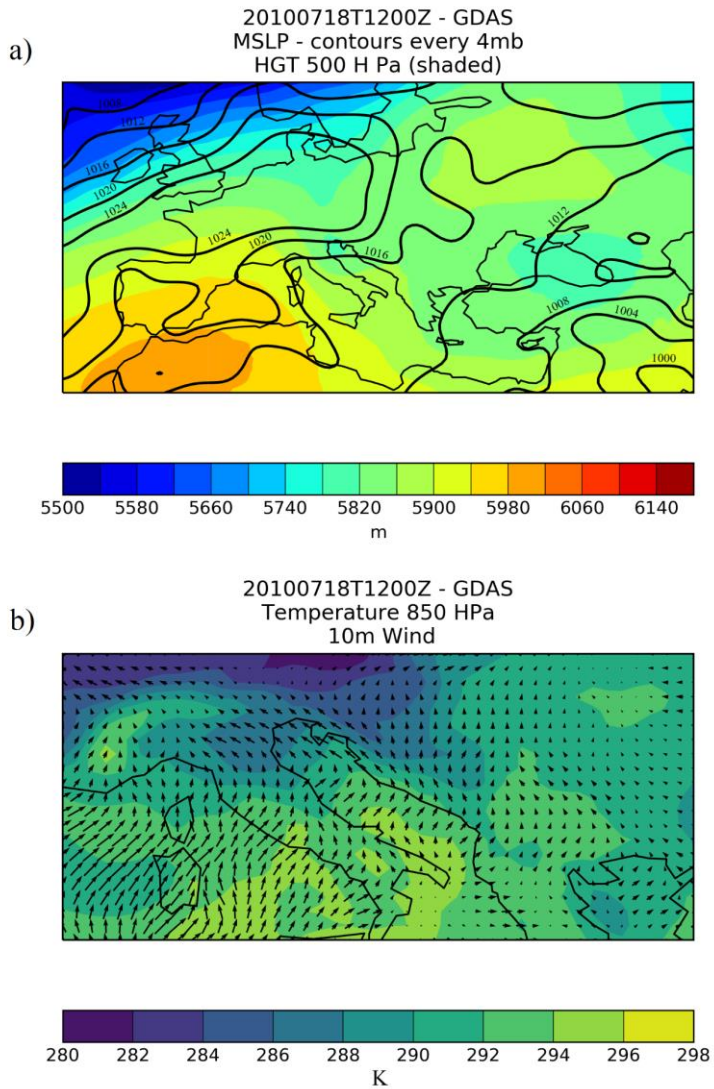 a)
20100718T1200Z - GDAS
MSLP - contours every 4mb
HGT 500 H Pa (shaded)
1008
1012
1016
1020
1024
1024
1020
1016
1012
1008
1004
1000
5500 5580 5660 5740 5820 5900 5980 6060 6140
m
b)
20100718T1200Z - GDAS
Temperature 850 HPa
10m Wind
280 282 284 286 288 290 292 294 296 298
K